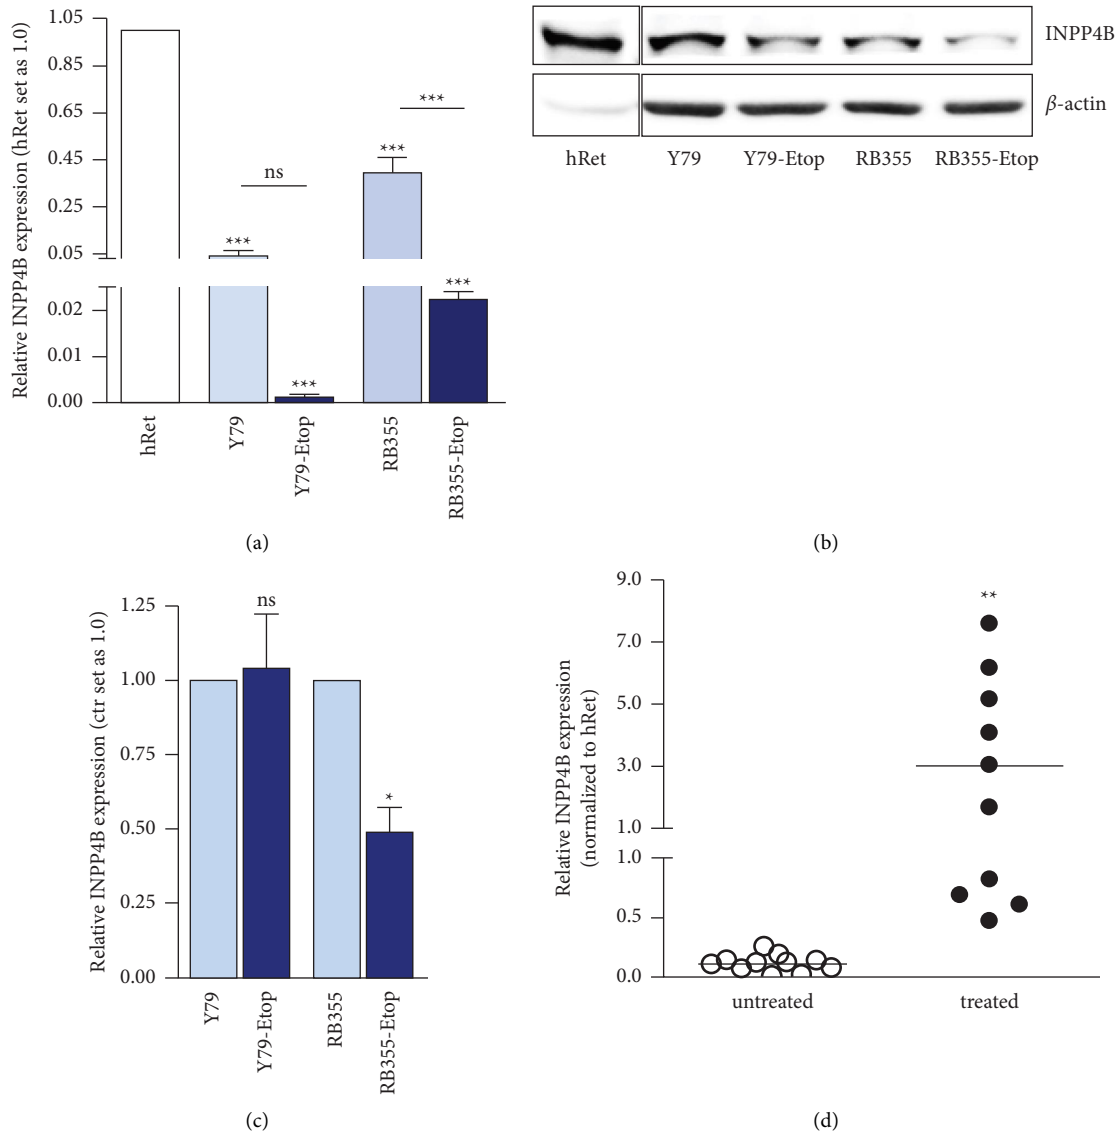 Relative INPP4B expression (hRet set as 1.0)
1.05
0.85
0.65
0.45
0.25
0.05
0.02
0.01
0.00
***
***
ns
***
***
***
hRet
Y79
Y79-Etop
RB355
RB355-Etop
(a)
INPP4B
β-actin
hRet Y79 Y79-Etop RB355 RB355-Etop
(b)
Relative INPP4B expression (ctr set as 1.0)
1.25
1.00
0.75
0.50
0.25
0.00
ns
*
Y79
Y79-Etop
RB355
RB355-Etop
(c)
Relative INPP4B expression
(normalized to hRet)
9.0
7.0
5.0
3.0
1.0
1.0
0.5
0.0
**
untreated treated
(d)